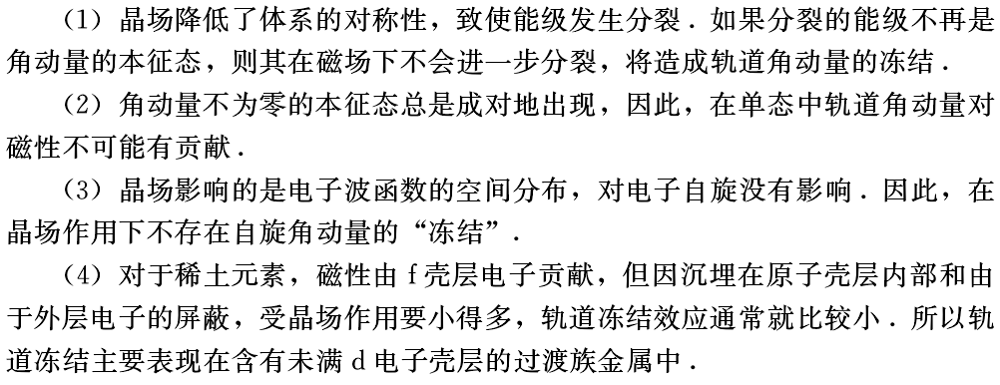 （1）晶场降低了体系的对称性，致使能级发生分裂．如果分裂的能级不再是
角动量的本征态，则其在磁场下不会进一步分裂，将造成轨道角动量的冻结．
（2）角动量不为零的本征态总是成对地出现，因此，在单态中轨道角动量对
磁性不可能有贡献．
（3）晶场影响的是电子波函数的空间分布，对电子自旋没有影响．因此，在
晶场作用下不存在自旋角动量的“冻结”．
（4）对于稀土元素，磁性由 f 壳层电子贡献，但因沉埋在原子壳层内部和由
于外层电子的屏蔽，受晶场作用要小得多，轨道冻结效应通常就比较小．所以轨
道冻结主要表现在含有未满 d 电子壳层的过渡族金属中．